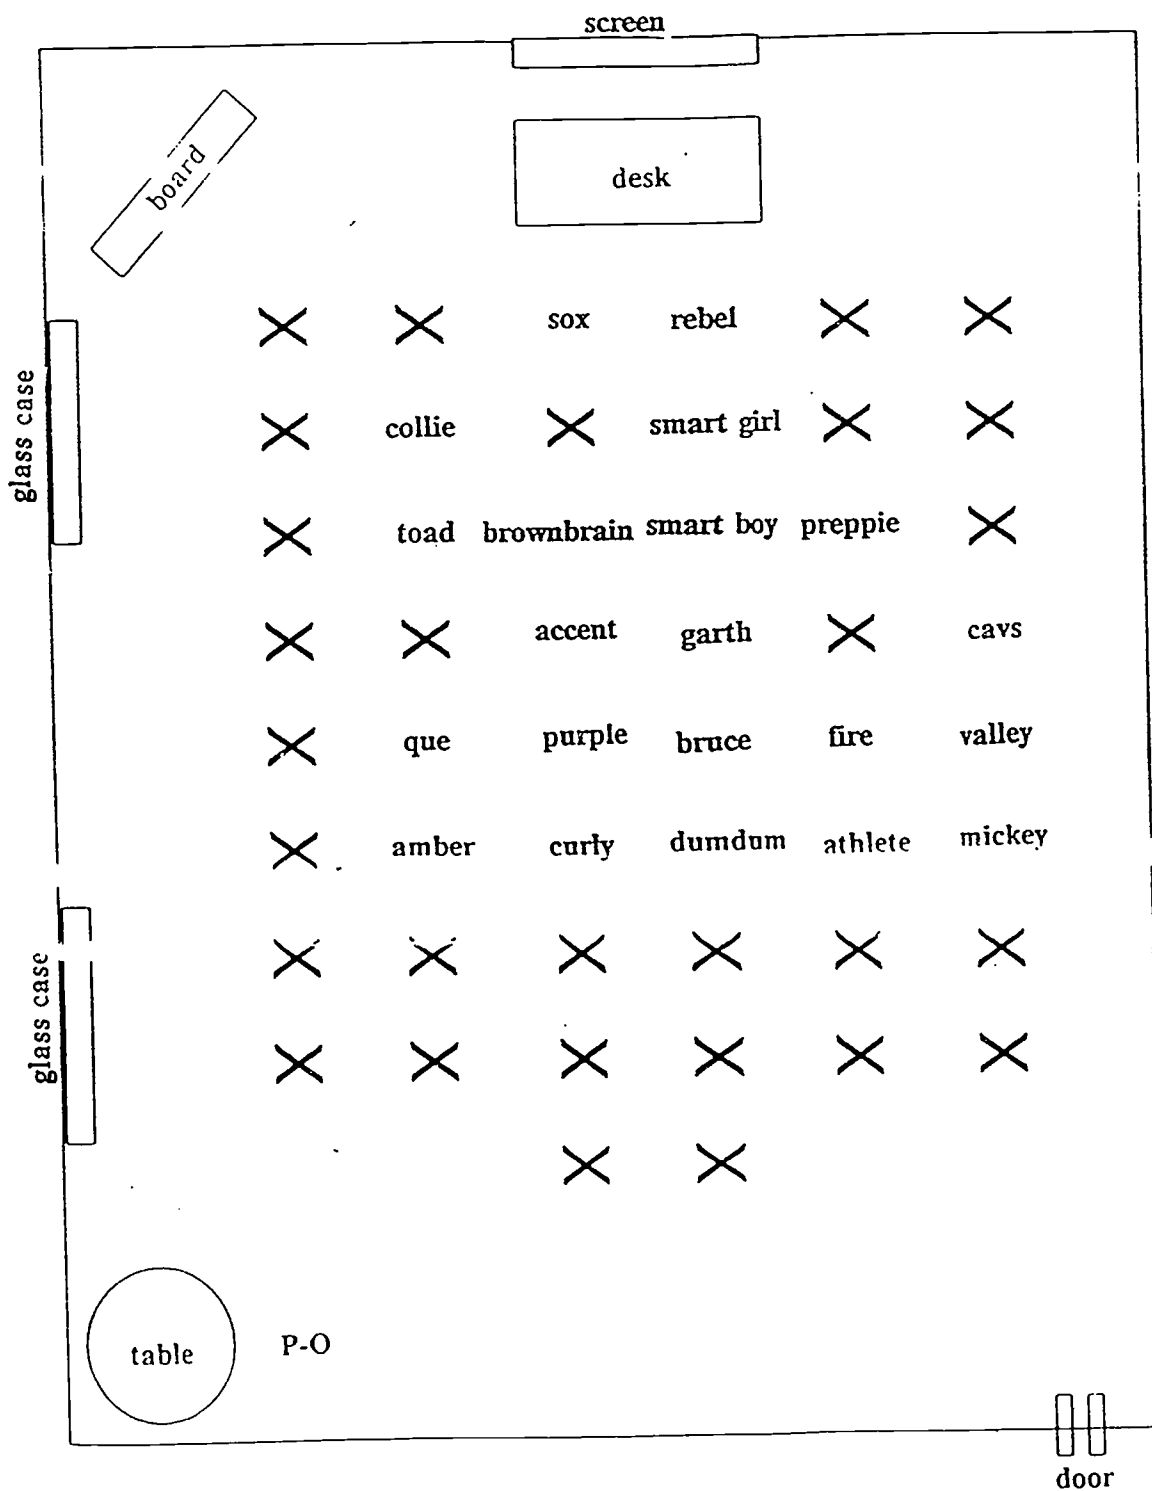 screen
board
desk
sox rebel
glass case
collie smart girl
toad brownbrain smart boy preppie
accent garth cavs
que purple bruce fire valley
amber curly dumdum athlete mickey
glass case
table P-O
door